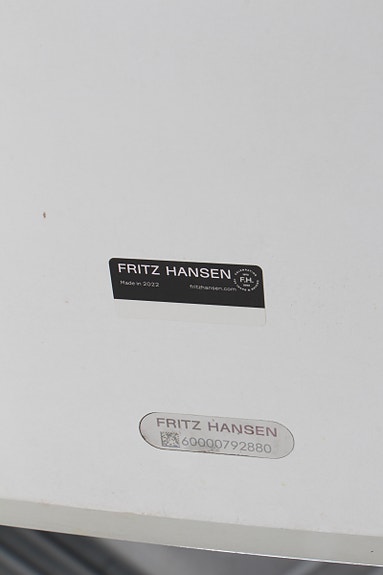 FRITZ HANSEN
Made in 2022 fritzhansen.com
F.H.
FRITZ HANSEN
60000792880